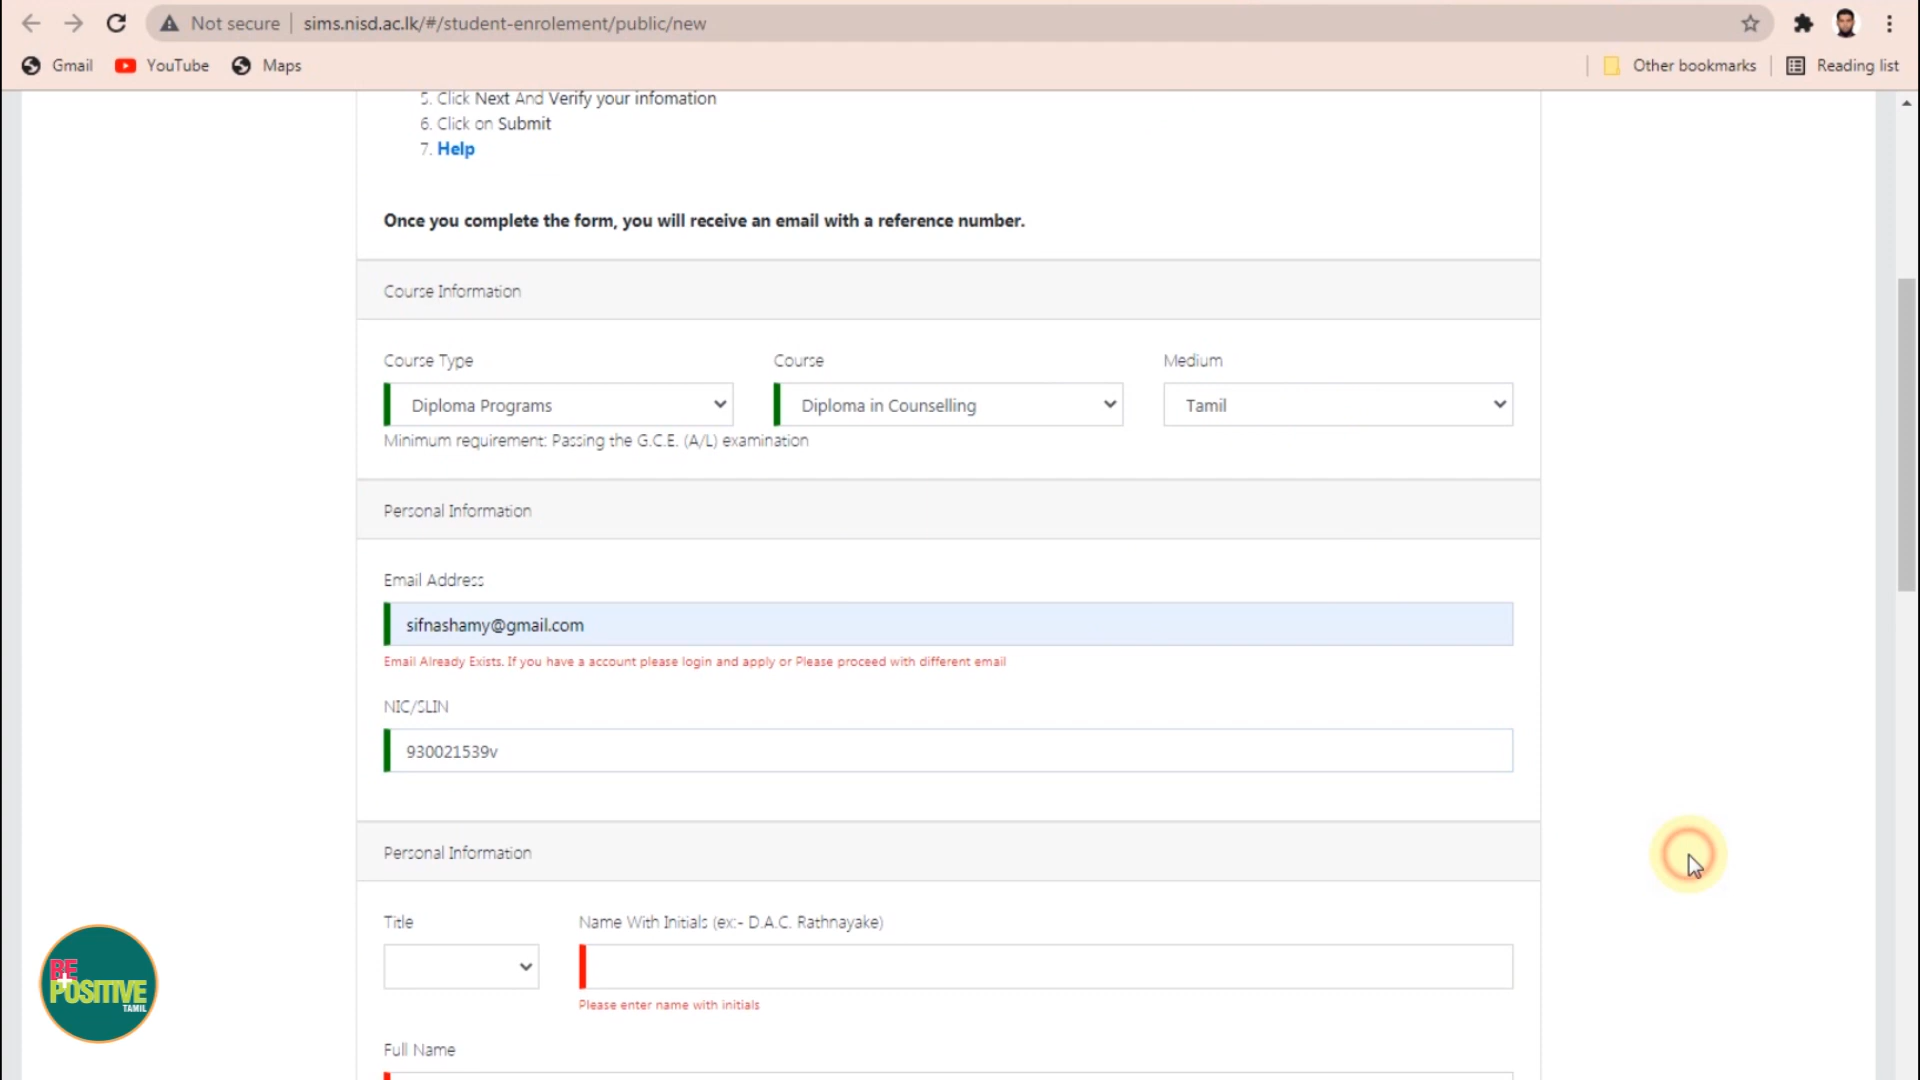 Not secure | sims.nisd.ac.lk/#/student-enrolement/public/new
Gmail YouTube Maps Other bookmarks Reading list
5. Click Next And Verify your infomation
6. Click on Submit
7. Help
Once you complete the form, you will receive an email with a reference number.
Course Information
Course Type Course Medium
Diploma Programs Diploma in Counselling Tamil
Minimum requirement: Passing the G.C.E. (A/L) examination
Personal Information
Email Address
sifnashamy@gmail.com
Email Already Exists. If you have a account please login and apply or Please proceed with different email
NIC/SLIN
930021539v
Personal Information
Title Name With Initials (ex:- D.A.C. Rathnayake)
Please enter name with initials
Full Name
BE
+
POSITIVE
TAMIL